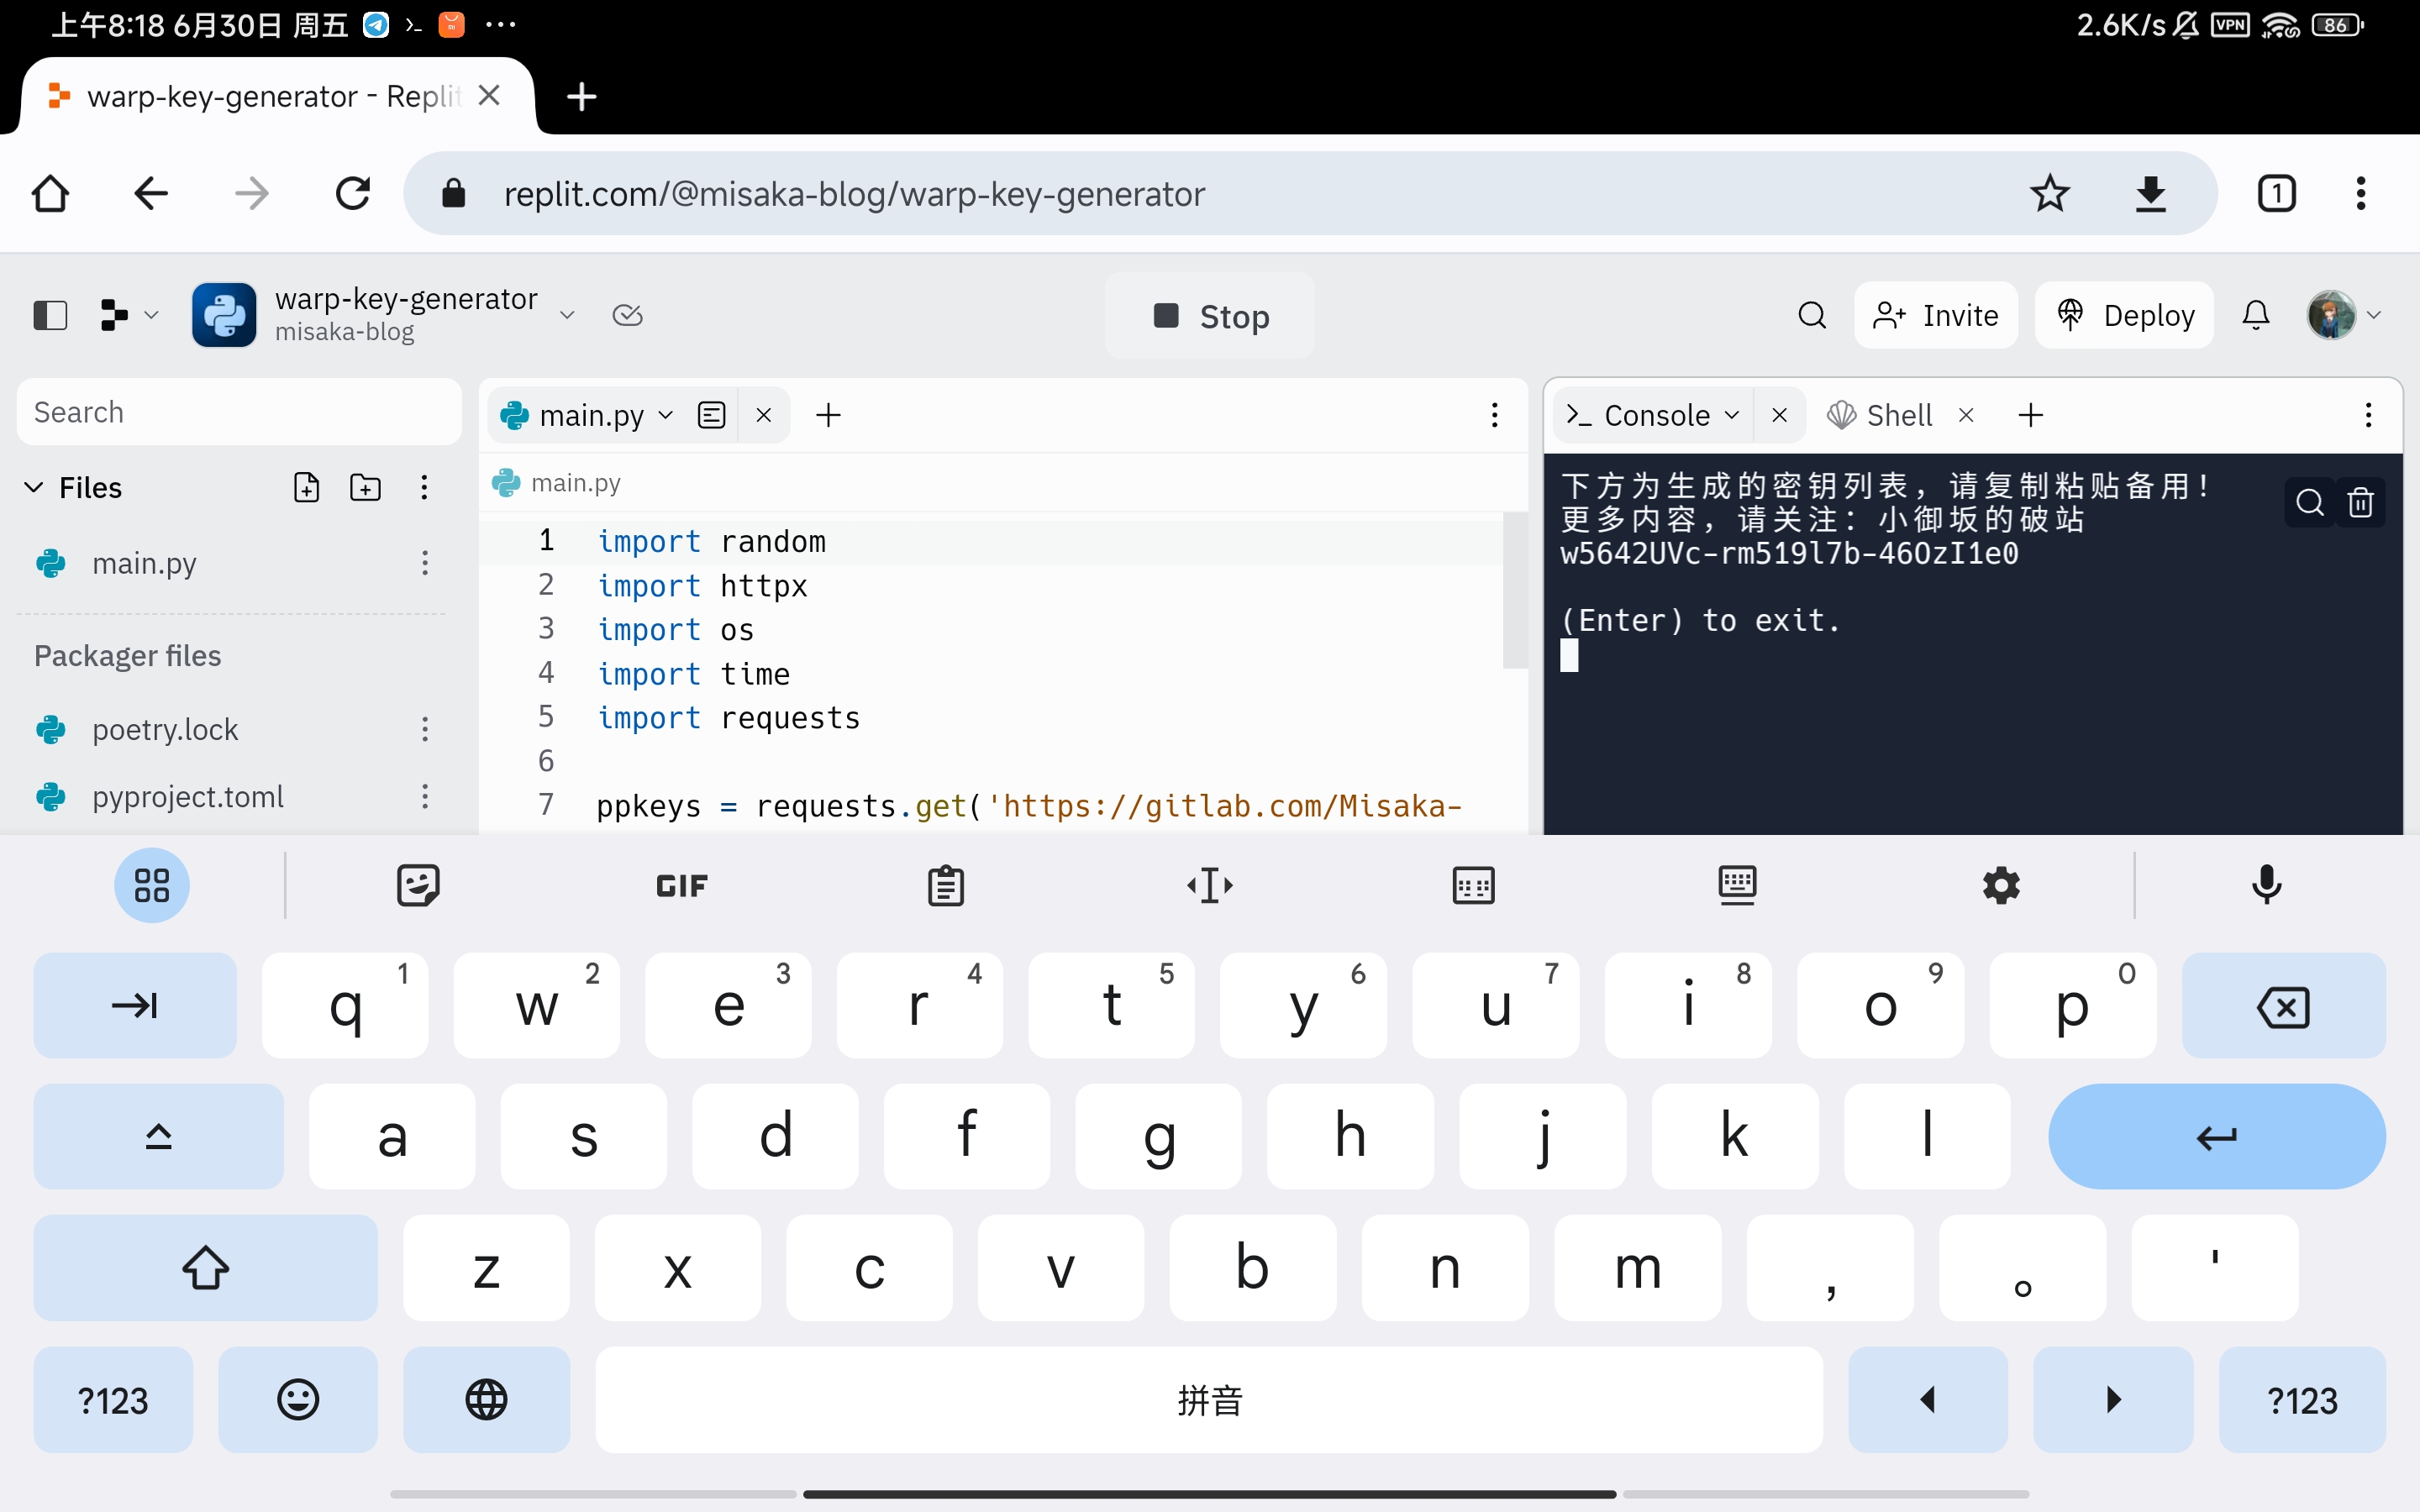 上午8:18 6月30日 周五
2.6K/s
VPN
86
warp-key-generator - Replit
replit.com/@misaka-blog/warp-key-generator
1
warp-key-generator
misaka-blog
Stop
Invite
Deploy
Search
Files
main.py
Packager files
poetry.lock
pyproject.toml
main.py
main.py
1 import random
2 import httpx
3 import os
4 import time
5 import requests
6
7 ppkeys = requests.get('https://gitlab.com/Misaka-
Console
Shell
下方为生成的密钥列表，请复制粘贴备用！
更多内容，请关注：小御坂的破站
w5642UVc-rm519l7b-46OzI1e0
(Enter) to exit.
GIF
q 1 w 2 e 3 r 4 t 5 y 6 u 7 i 8 o 9 p 0
a s d f g h j k l
z x c v b n m , 。 '
?123 拼音 ?123